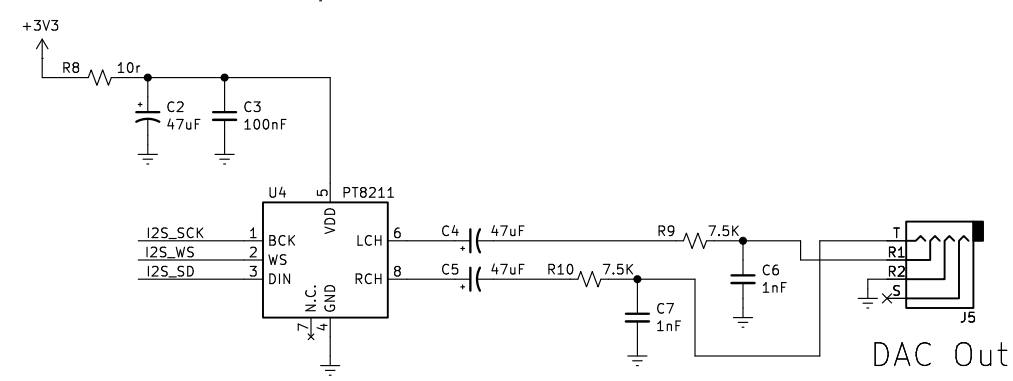 +3V3
R8 10r
+ C2
47uF
C3
100nF
U4 5 PT8211
VDD
I2S_SCK 1 BCK LCH 6 C4 + 47uF R9 7.5K T
I2S_WS 2 WS R1
I2S_SD 3 DIN RCH 8 C5 + 47uF R10 7.5K R2
C6
1nF
S
N.C. GND
7 4
C7
1nF
J5
DAC Out